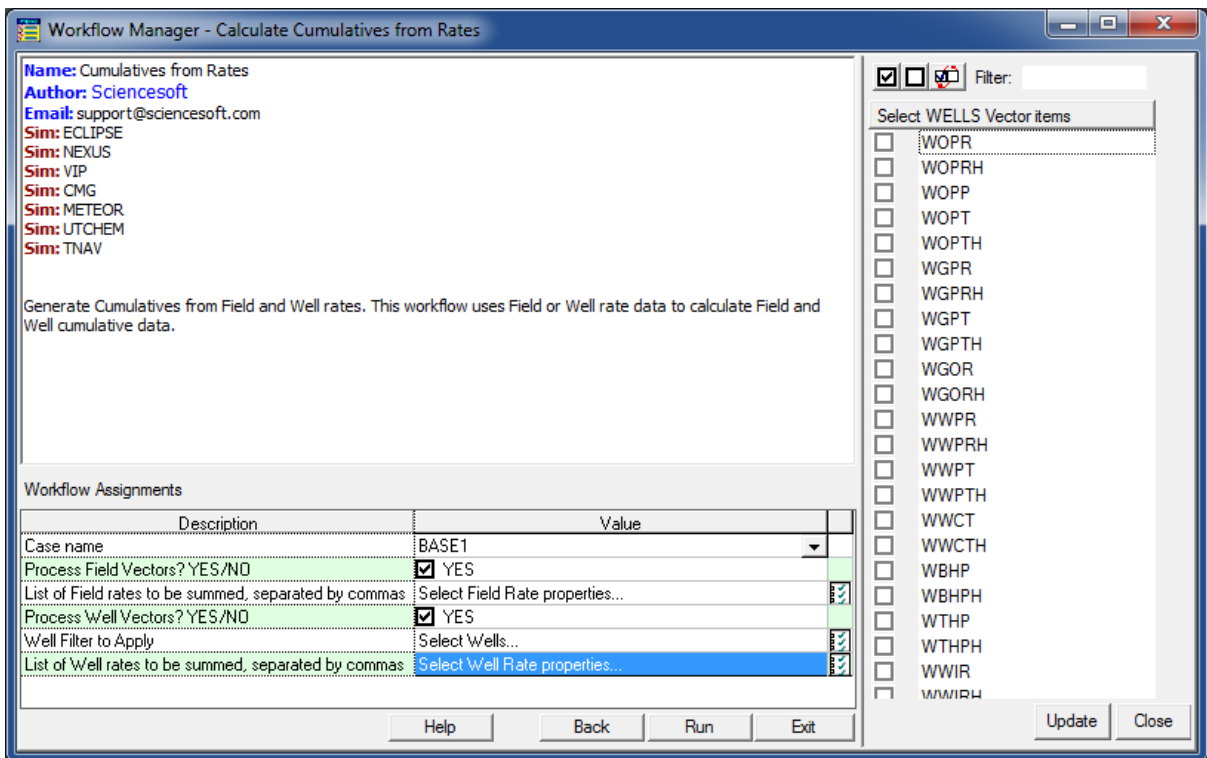 Workflow Manager - Calculate Cumulatives from Rates
Name: Cumulatives from Rates
Author: Sciencesoft
Email: support@sciencesoft.com
Sim: ECLIPSE
Sim: NEXUS
Sim: VIP
Sim: CMG
Sim: METEOR
Sim: UTCHEM
Sim: TNAV
Generate Cumulatives from Field and Well rates. This workflow uses Field or Well rate data to calculate Field and
Well cumulative data.
Workflow Assignments
Description Value
Case name BASE1
Process Field Vectors? YES/NO YES
List of Field rates to be summed, separated by commas Select Field Rate properties...
Process Well Vectors? YES/NO YES
Well Filter to Apply Select Wells...
List of Well rates to be summed, separated by commas Select Well Rate properties...
Help Back Run Exit
Filter:
Select WELLS Vector items
WOPR
WOPRH
WOPP
WOPT
WOPTH
WGPR
WGPRH
WGPT
WGPTH
WGOR
WGORH
WWPR
WWPRH
WWPT
WWPTH
WWCT
WWCTH
WBHP
WBHPH
WTHP
WTHPH
WWIR
WWIRH
Update Close